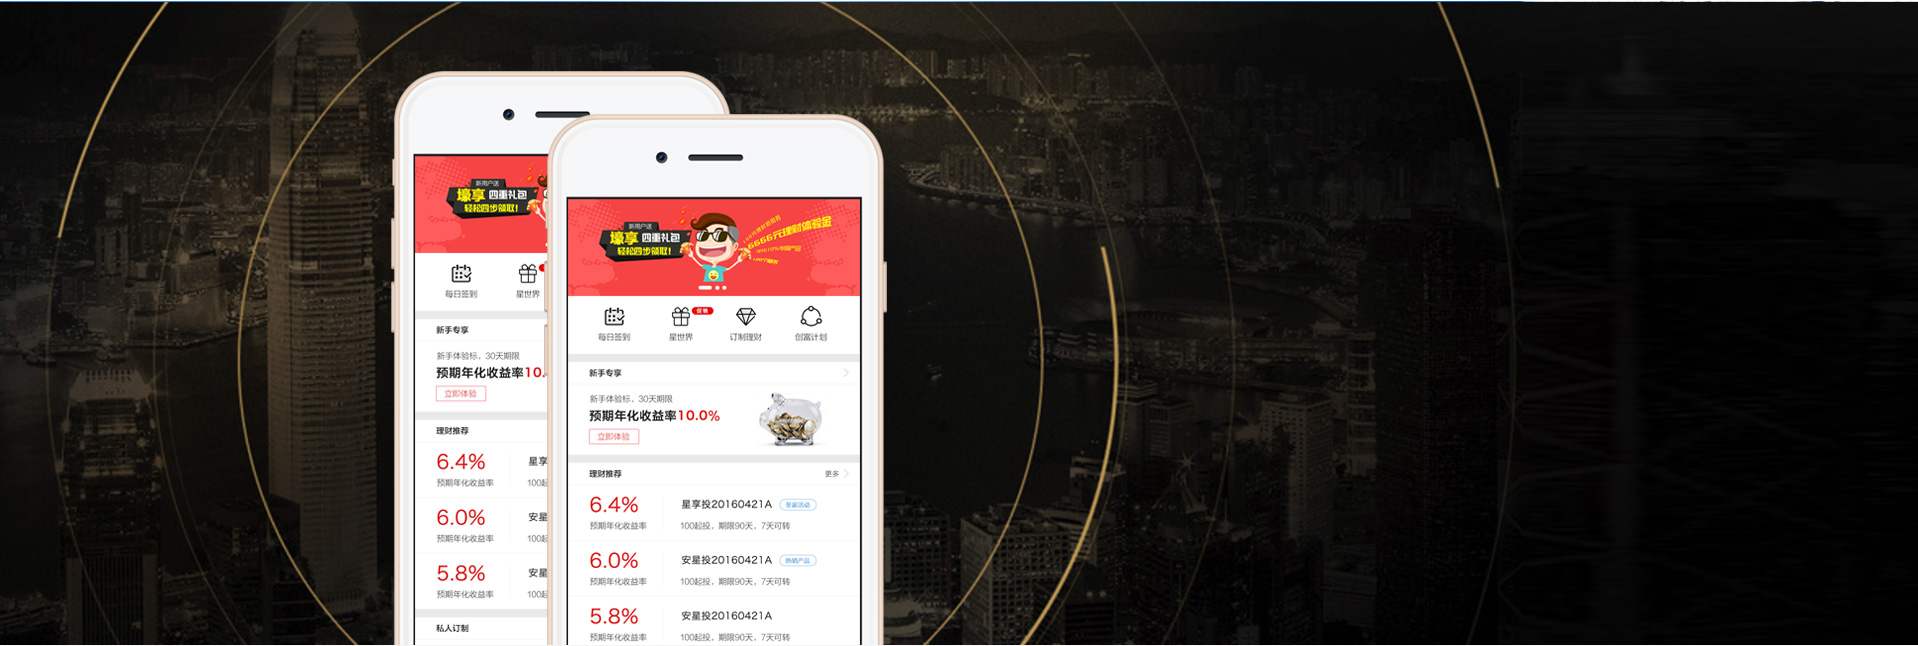 新用户送
壕享 四重礼包
轻松四步领取!
每日签到
星世界
新手专享
新手体验标，30天期限
预期年化收益率10.
立即体验
理财推荐
6.4%
星享
预期年化收益率
100起
6.0%
安星
预期年化收益率
100起
5.8%
安星
预期年化收益率
100起
私人订制
新用户送
壕享 四重礼包
轻松四步领取!
6666元理财体验金
每日签到
星世界
订制理财
创富计划
新手专享
新手体验标，30天期限
预期年化收益率10.0%
立即体验
理财推荐
更多
6.4%
星享投20160421A
预期年化收益率
100起投，期限90天，7天可转
6.0%
安星投20160421A
热销产品
预期年化收益率
100起投，期限90天，7天可转
5.8%
安星投20160421A
预期年化收益率
100起投，期限90天，7天可转